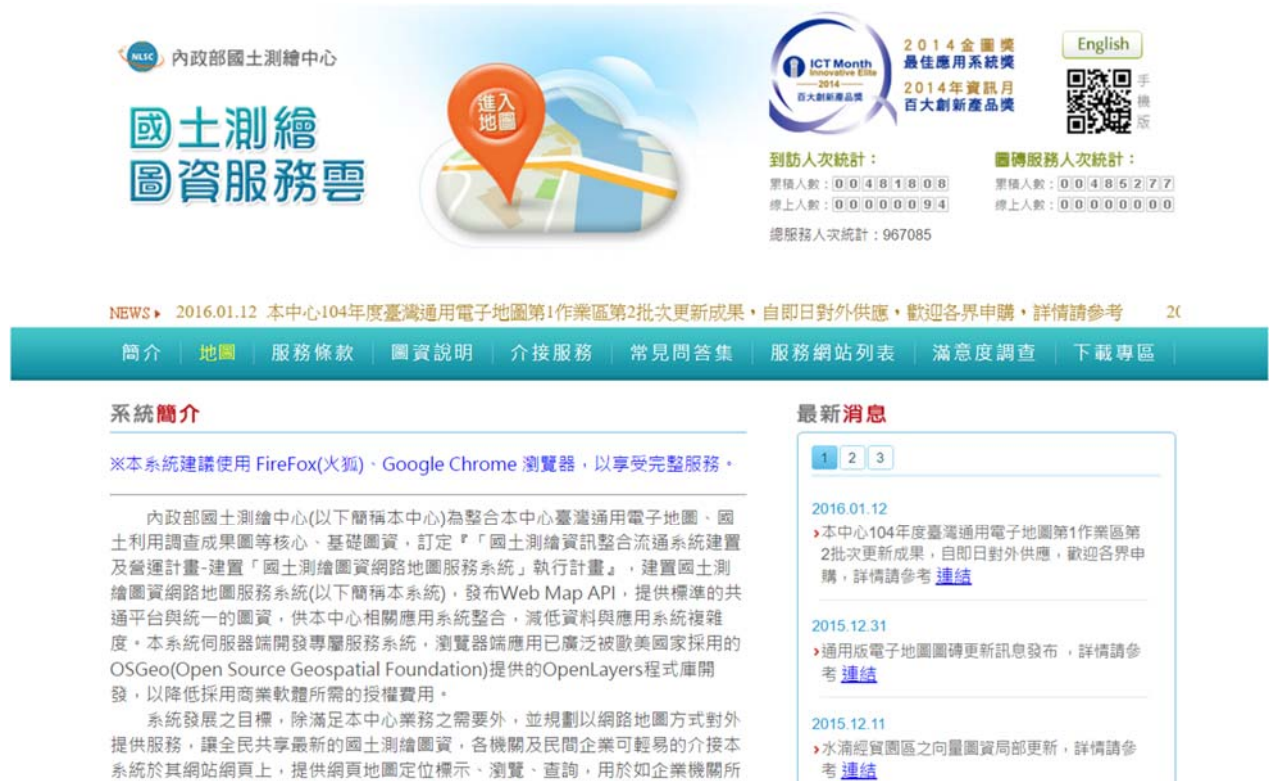 NLSC 內政部國土測繪中心
國土測繪
圖資服務雲
進入
地圖
ICT Month
Innovative Elite
2014
百大創新產品獎
2014金圖獎
最佳應用系統獎
2014年資訊月
百大創新產品獎
English
手機版
到訪人次統計：
累積人數：00481808
線上人數：00000094
總服務人次統計：967085
圖磚服務人次統計：
累積人數：00485277
線上人數：00000000
NEWS 2016.01.12 本中心104年度臺灣通用電子地圖第1作業區第2批次更新成果，自即日對外供應，歡迎各界申購，詳情請參考 20
簡介 地圖 服務條款 圖資說明 介接服務 常見問答集 服務網站列表 滿意度調查 下載專區
系統簡介
※本系統建議使用 FireFox(火狐)、Google Chrome 瀏覽器，以享受完整服務。
內政部國土測繪中心(以下簡稱本中心)為整合本中心臺灣通用電子地圖、國
土利用調查成果圖等核心、基礎圖資，訂定『「國土測繪資訊整合流通系統建置
及營運計畫-建置「國土測繪圖資網路地圖服務系統」執行計畫』，建置國土測
繪圖資網路地圖服務系統(以下簡稱本系統)，發布Web Map API，提供標準的共
通平台與統一的圖資，供本中心相關應用系統整合，減低資料與應用系統複雜
度。本系統伺服器端開發專屬服務系統，瀏覽器端應用已廣泛被歐美國家採用的
OSGeo(Open Source Geospatial Foundation)提供的OpenLayers程式庫開
發，以降低採用商業軟體所需的授權費用。
系統發展之目標，除滿足本中心業務之需要外，並規劃以網路地圖方式對外
提供服務，讓全民共享最新的國土測繪圖資，各機關及民間企業可輕易的介接本
系統於其網站網頁上，提供網頁地圖定位標示、瀏覽、查詢，用於如企業機關所
最新消息
1 2 3
2016.01.12
本中心104年度臺灣通用電子地圖第1作業區第
2批次更新成果，自即日對外供應，歡迎各界申
購，詳情請參考 連結
2015.12.31
通用版電子地圖圖磚更新訊息發布 ，詳情請參
考 連結
2015.12.11
水湳經貿園區之向量圖資局部更新，詳情請參
考 連結